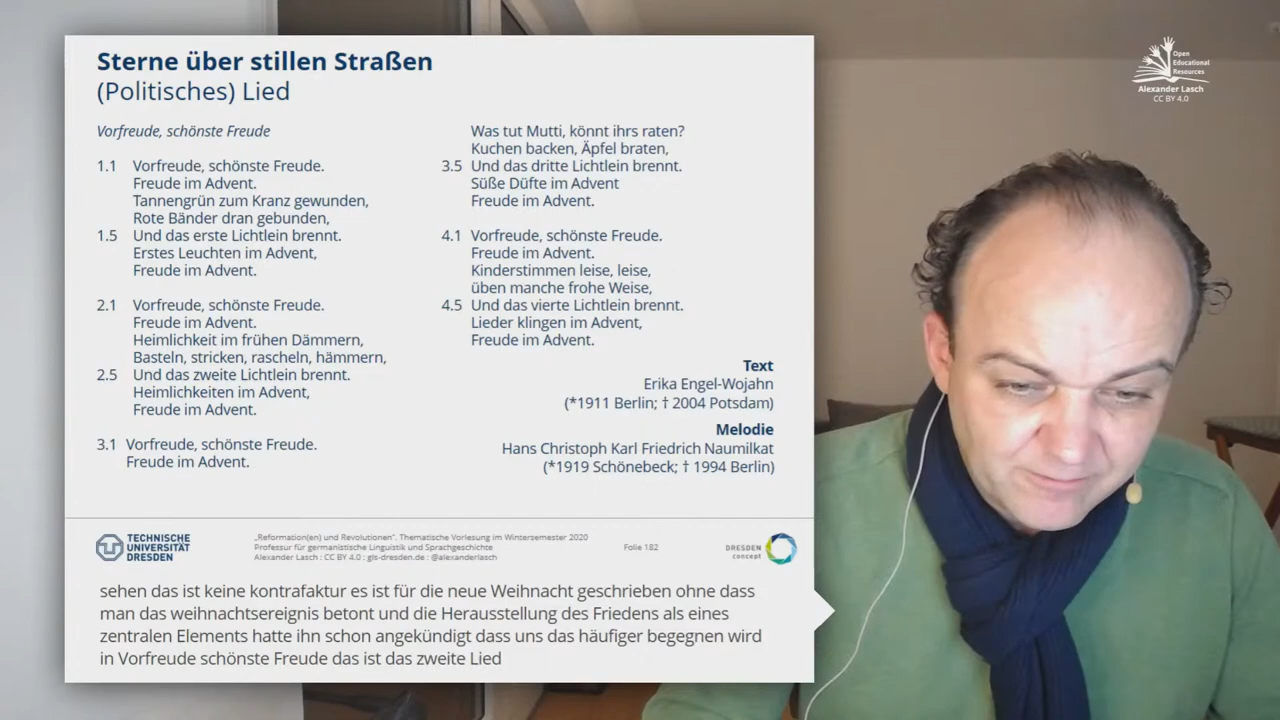 Sterne über stillen Straßen
(Politisches) Lied
Vorfreude, schönste Freude
1.1 Vorfreude, schönste Freude.
Freude im Advent.
Tannengrün zum Kranz gewunden,
Rote Bänder dran gebunden,
1.5 Und das erste Lichtlein brennt.
Erstes Leuchten im Advent,
Freude im Advent.
2.1 Vorfreude, schönste Freude.
Freude im Advent.
Heimlichkeit im frühen Dämmern,
Basteln, stricken, rascheln, hämmern,
2.5 Und das zweite Lichtlein brennt.
Heimlichkeiten im Advent,
Freude im Advent.
3.1 Vorfreude, schönste Freude.
Freude im Advent.
Was tut Mutti, könnt ihrs raten?
Kuchen backen, Äpfel braten,
3.5 Und das dritte Lichtlein brennt.
Süße Düfte im Advent
Freude im Advent.
4.1 Vorfreude, schönste Freude.
Freude im Advent.
Kinderstimmen leise, leise,
üben manche frohe Weise,
4.5 Und das vierte Lichtlein brennt.
Lieder klingen im Advent,
Freude im Advent.
Text
Erika Engel-Wojahn
(*1911 Berlin; † 2004 Potsdam)
Melodie
Hans Christoph Karl Friedrich Naumilkat
(*1919 Schönebeck; † 1994 Berlin)
TECHNISCHE
UNIVERSITÄT
DRESDEN
„Reformation(en) und Revolutionen“. Thematische Vorlesung im Wintersemester 2020
Professur für germanistische Linguistik und Sprachgeschichte
Alexander Lasch : CC BY 4.0 : gls-dresden.de : @alexanderlasch
Folie 182
DRESDEN
concept
sehen das ist keine kontrafaktur es ist für die neue Weihnacht geschrieben ohne dass
man das weihnachtsereignis betont und die Herausstellung des Friedens als eines
zentralen Elements hatte ihn schon angekündigt dass uns das häufiger begegnen wird
in Vorfreude schönste Freude das ist das zweite Lied
Open
Educational
Resources
Alexander Lasch
CC BY 4.0